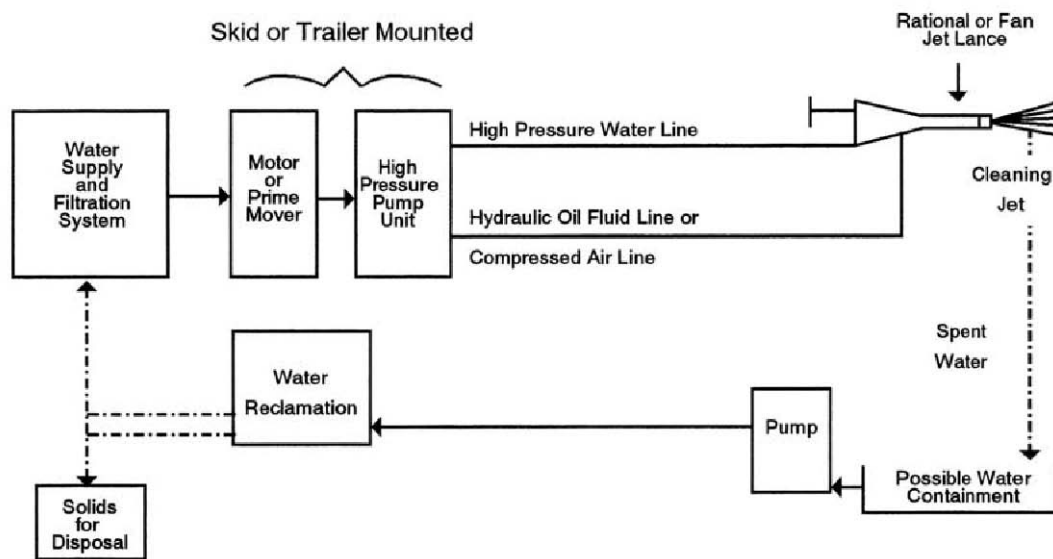 Rational or Fan
Jet Lance
Skid or Trailer Mounted
Water
Supply
and
Filtration
System
Motor
or
Prime
Mover
High
Pressure
Pump
Unit
High Pressure Water Line
Hydraulic Oil Fluid Line or
Compressed Air Line
Cleaning
Jet
Spent
Water
Water
Reclamation
Pump
Possible Water
Containment
Solids
for
Disposal